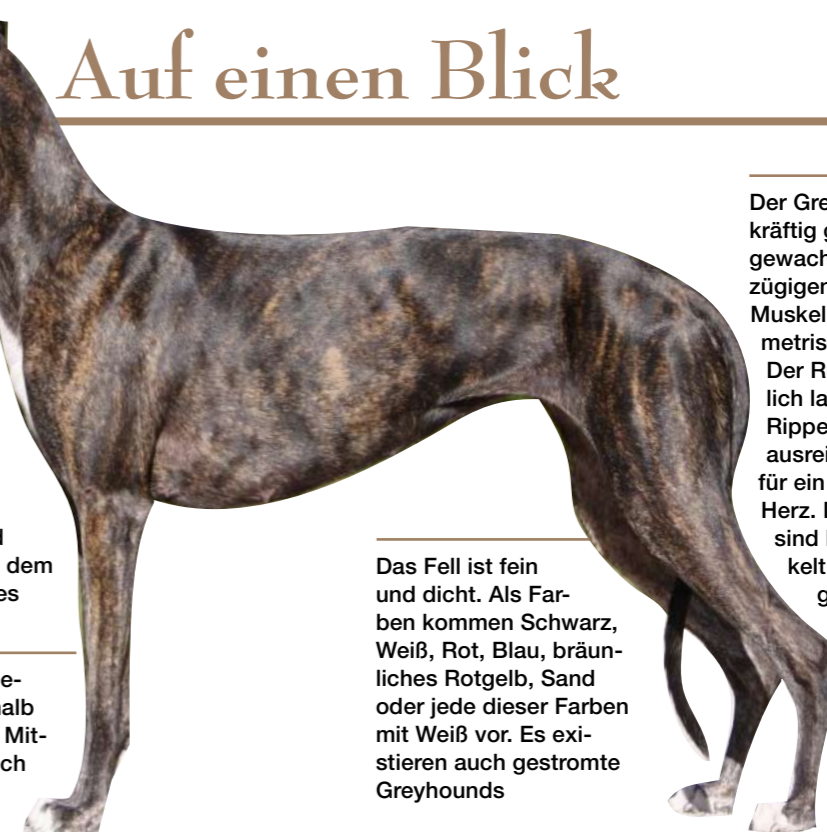 Auf einen Blick
dem
es
alb
Mit-
ch
Das Fell ist fein
und dicht. Als Far-
ben kommen Schwarz,
Weiß, Rot, Blau, bräun-
liches Rotgelb, Sand
oder jede dieser Farben
mit Weiß vor. Es exi-
stieren auch gestromte
Greyhounds
Der Gre
kräftig g
gewach
zügiger
Muskel
metris
Der R
lich la
Rippe
ausrei
für ein
Herz.
sind
kelt
g